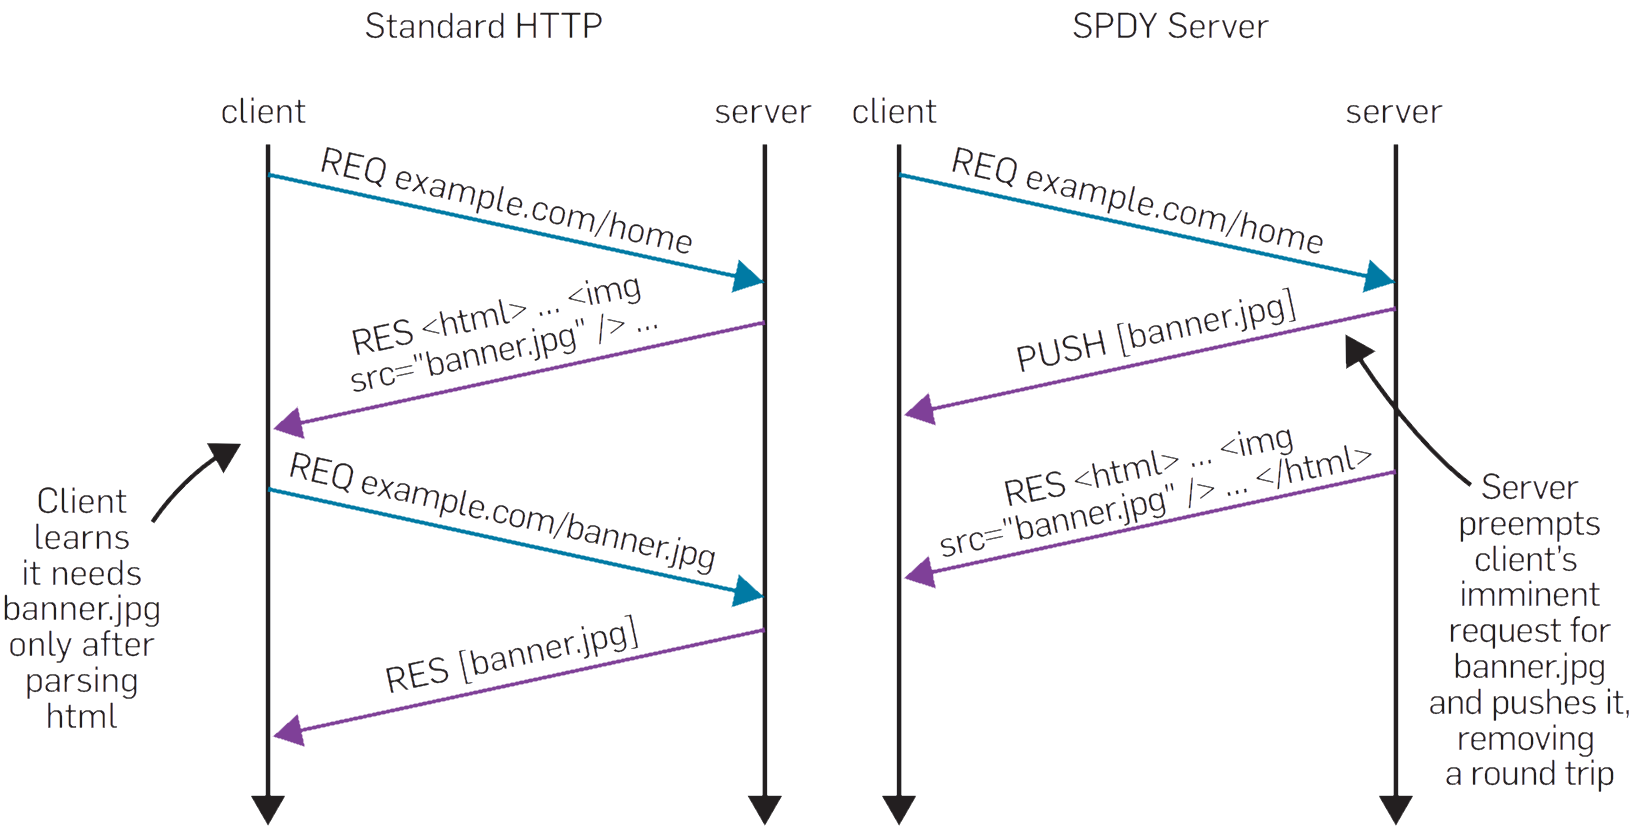 Standard HTTP
client
server
REQ example.com/home
RES <html> ... <img
src="banner.jpg" /> ...
Client
learns
it needs
banner.jpg
only after
parsing
html
REQ example.com/banner.jpg
RES [banner.jpg]
SPDY Server
client
server
REQ example.com/home
PUSH [banner.jpg]
RES <html> ... <img
src="banner.jpg" /> ... </html>
Server
preempts
client's
imminent
request for
banner.jpg
and pushes it,
removing
a round trip